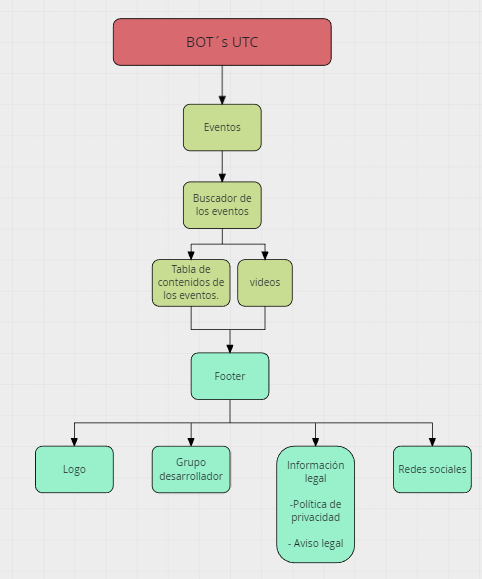 BOT´s UTC
Eventos
Buscador de
los eventos
Tabla de
contenidos de
los eventos.
videos
Footer
Logo
Grupo
desarrollador
Información
legal
-Política de
privacidad
- Aviso legal
Redes sociales